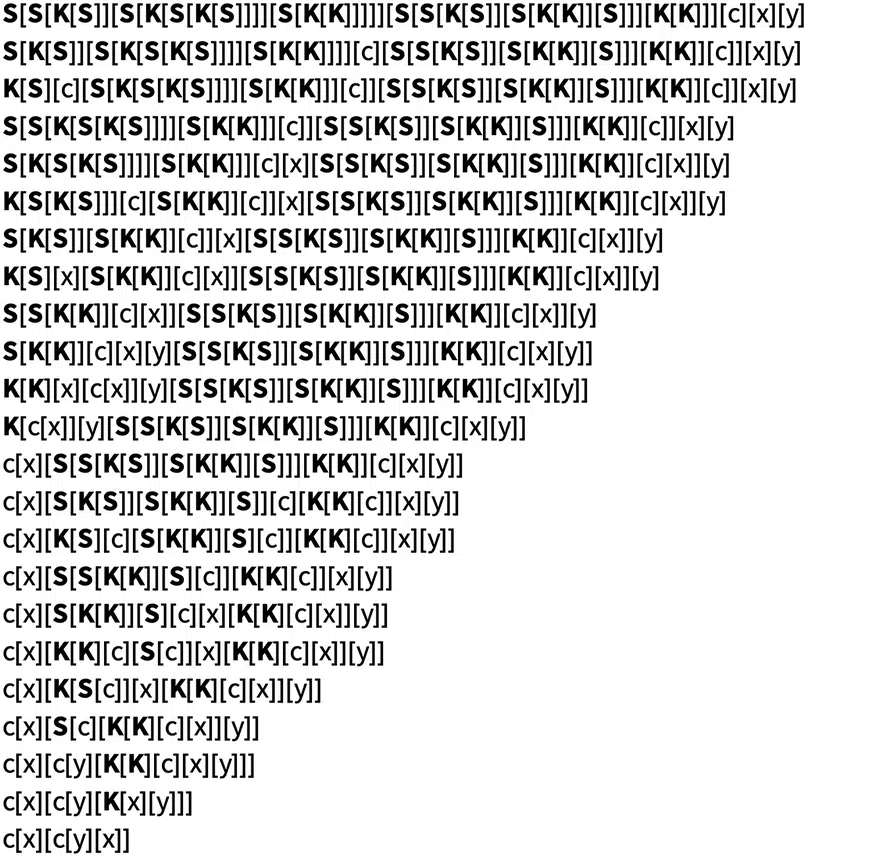 S[S[K[S]][S[K[S[K[S]]]][S[K[K]]]]][S[S[K[S]][S[K[K]][S]]][K[K]]][c][x][y]
S[K[S]][S[K[S[K[S]]]][S[K[K]]]][c][S[S[K[S]][S[K[K]][S]]][K[K]][c]][x][y]
K[S][c][S[K[S[K[S]]]][S[K[K]]][c]][S[S[K[S]][S[K[K]][S]]][K[K]][c]][x][y]
S[S[K[S[K[S]]]][S[K[K]]][c]][S[S[K[S]][S[K[K]][S]]][K[K]][c]][x][y]
S[K[S[K[S]]]][S[K[K]]][c][x][S[S[K[S]][S[K[K]][S]]][K[K]][c][x]][y]
K[S[K[S]]][c][S[K[K]][c]][x][S[S[K[S]][S[K[K]][S]]][K[K]][c][x]][y]
S[K[S]][S[K[K]][c]][x][S[S[K[S]][S[K[K]][S]]][K[K]][c][x]][y]
K[S][x][S[K[K]][c][x]][S[S[K[S]][S[K[K]][S]]][K[K]][c][x]][y]
S[S[K[K]][c][x]][S[S[K[S]][S[K[K]][S]]][K[K]][c][x]][y]
S[K[K]][c][x][y][S[S[K[S]][S[K[K]][S]]][K[K]][c][x][y]]
K[K][x][c[x]][y][S[S[K[S]][S[K[K]][S]]][K[K]][c][x][y]]
K[c[x]][y][S[S[K[S]][S[K[K]][S]]][K[K]][c][x][y]]
c[x][S[S[K[S]][S[K[K]][S]]][K[K]][c][x][y]]
c[x][S[K[S]][S[K[K]][S]][c][K[K][c]][x][y]]
c[x][K[S][c][S[K[K]][S][c]][K[K][c]][x][y]]
c[x][S[S[K[K]][S][c]][K[K][c]][x][y]]
c[x][S[K[K]][S][c][x][K[K][c][x]][y]]
c[x][K[K][c][S[c]][x][K[K][c][x]][y]]
c[x][K[S[c]][x][K[K][c][x]][y]]
c[x][S[c][K[K][c][x]][y]]
c[x][c[y][K[K][c][x][y]]]
c[x][c[y][K[x][y]]]
c[x][c[y][x]]